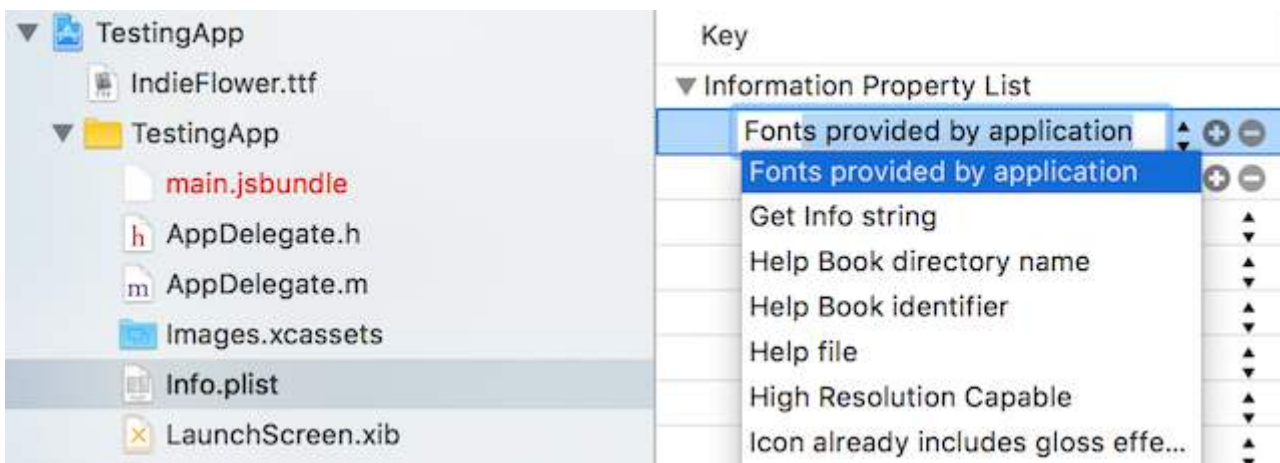 TestingApp
IndieFlower.ttf
TestingApp
main.jsbundle
h AppDelegate.h
m AppDelegate.m
Images.xcassets
Info.plist
LaunchScreen.xib
Key
Information Property List
Fonts provided by application
Fonts provided by application
Get Info string
Help Book directory name
Help Book identifier
Help file
High Resolution Capable
Icon already includes gloss effe...